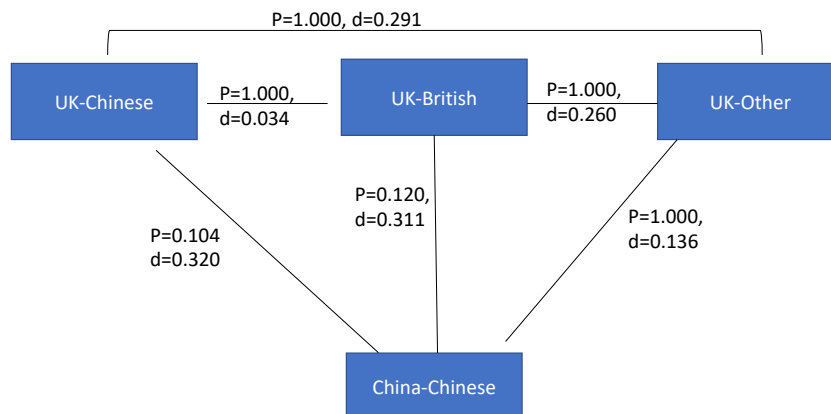 P=1.000, d=0.291
UK-Chinese
P=1.000,
d=0.034
UK-British
P=1.000,
d=0.260
UK-Other
P=0.104
d=0.320
P=0.120,
d=0.311
P=1.000,
d=0.136
China-Chinese